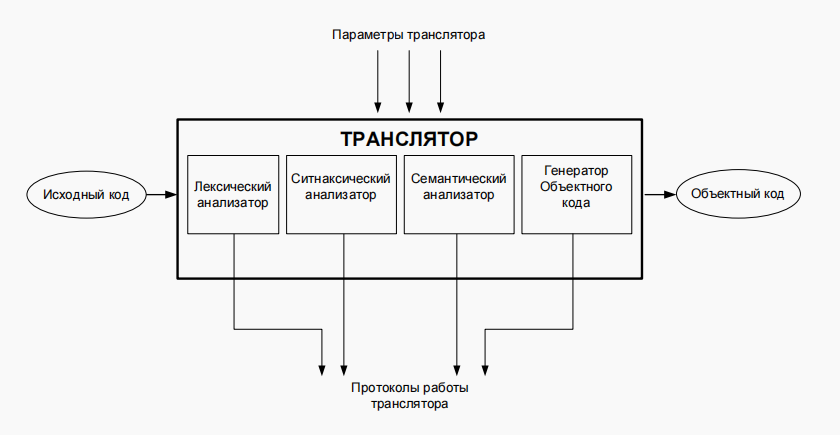 Параметры транслятора
ТРАНСЛЯТОР
Исходный код
Лексический
анализатор
Ситнаксический
анализатор
Семантический
анализатор
Генератор
Объектного
кода
Объектный код
Протоколы работы
транслятора